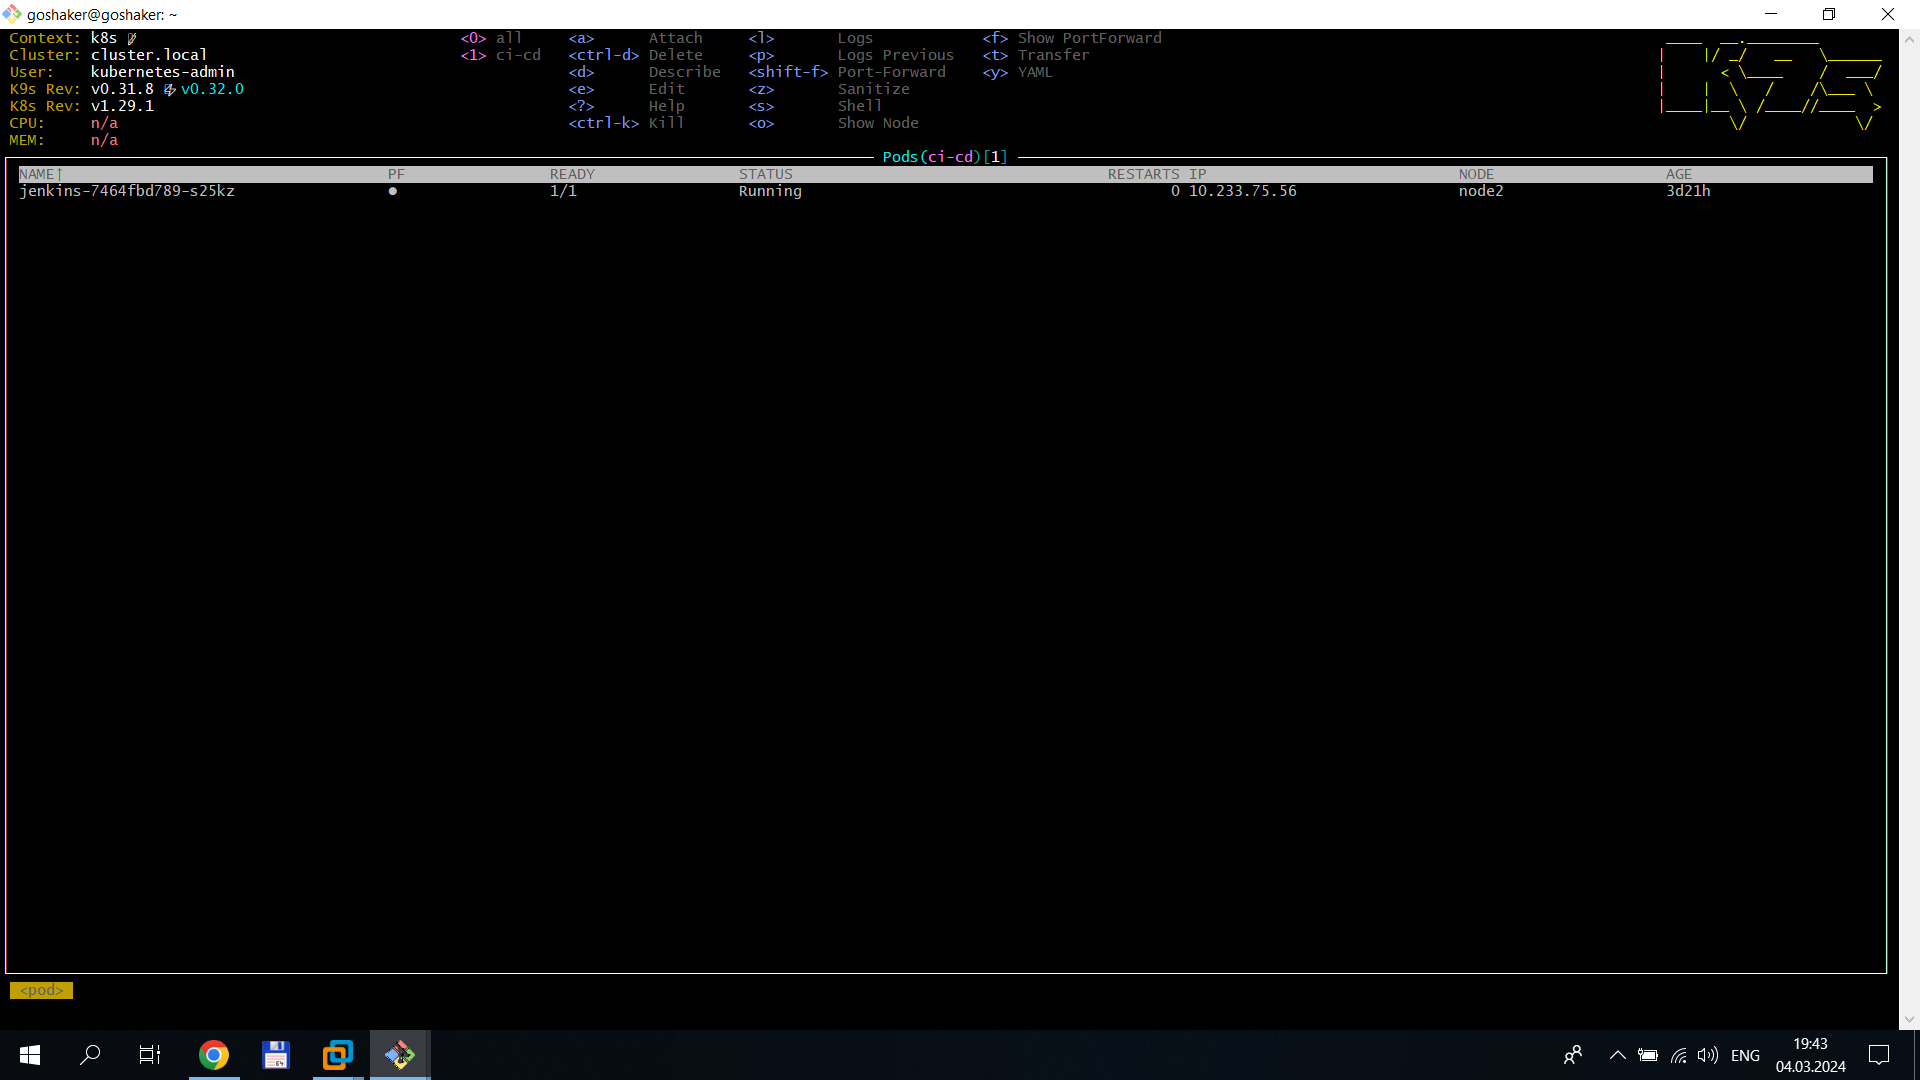 goshaker@goshaker: ~
Context: k8s <0> all <a> Attach <l> Logs <f> Show PortForward
Cluster: cluster.local <1> ci-cd <ctrl-d> Delete <p> Logs Previous <t> Transfer
User: kubernetes-admin <d> Describe <shift-f> Port-Forward <y> YAML
K9s Rev: v0.31.8 v0.32.0 <e> Edit <z> Sanitize
K8s Rev: v1.29.1 <?> Help <s> Shell
CPU: n/a <ctrl-k> Kill <o> Show Node
MEM: n/a
Pods(ci-cd)[1]
NAME↑ PF READY STATUS RESTARTS IP NODE AGE
jenkins-7464fbd789-s25kz ● 1/1 Running 0 10.233.75.56 node2 3d21h
<pod>
64
ENG
19:43
04.03.2024